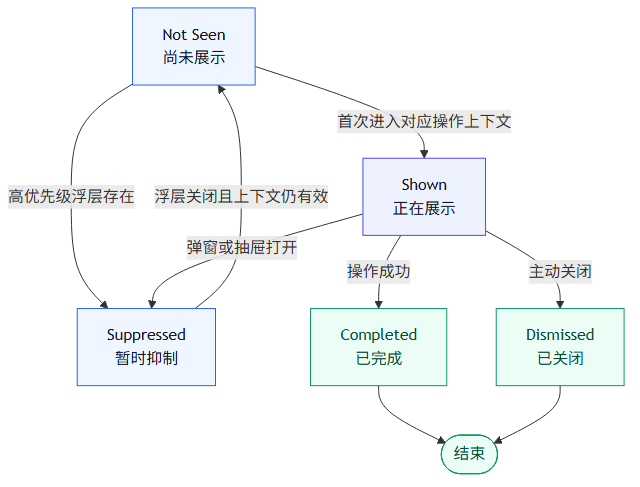 Not Seen
尚未展示
首次进入对应操作上下文
高优先级浮层存在
浮层关闭且上下文仍有效
Shown
正在展示
弹窗或抽屉打开
操作成功
主动关闭
Suppressed
暂时抑制
Completed
已完成
Dismissed
已关闭
结束